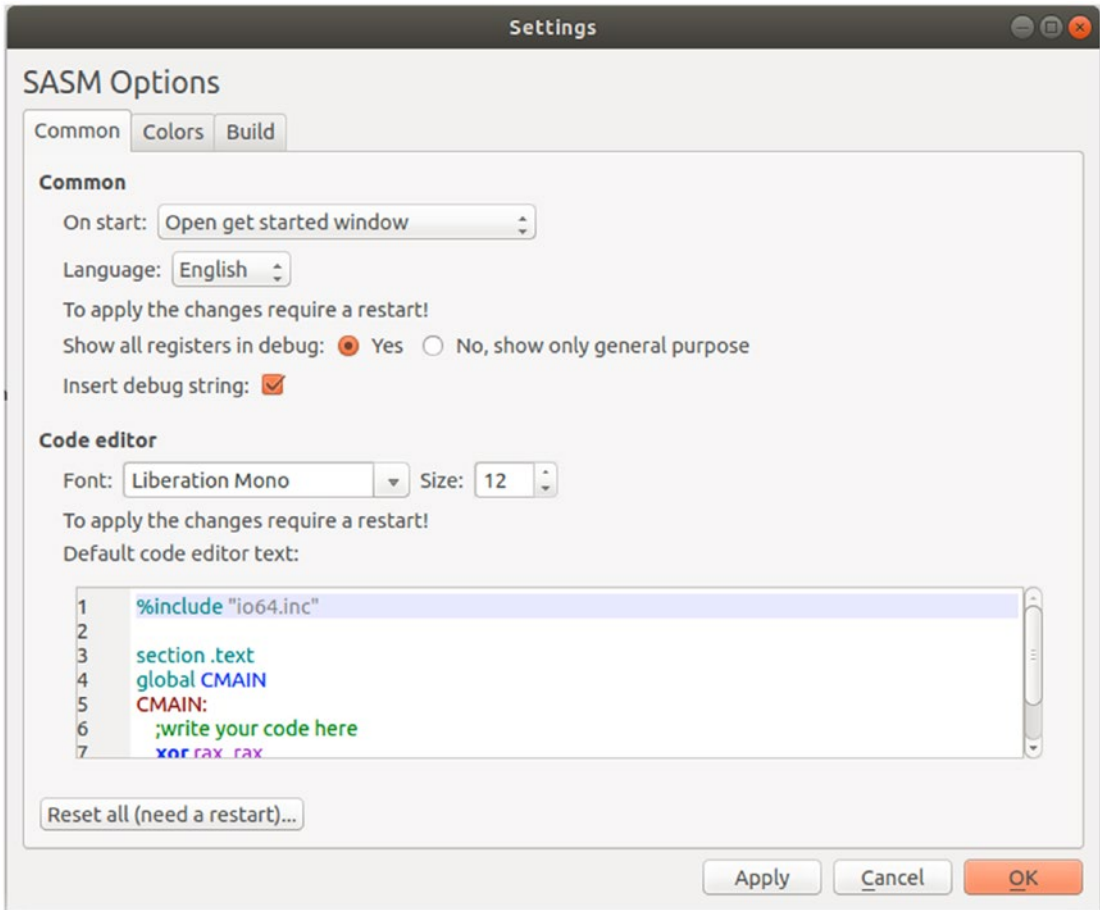 Settings
SASM Options
Common Colors Build
Common
On start: Open get started window
Language: English
To apply the changes require a restart!
Show all registers in debug: Yes No, show only general purpose
Insert debug string:
Code editor
Font: Liberation Mono Size: 12
To apply the changes require a restart!
Default code editor text:
1 %include "io64.inc"
2
3 section .text
4 global CMAIN
5 CMAIN:
6 ;write your code here
7 xor rax, rax
Reset all (need a restart)...
Apply Cancel OK